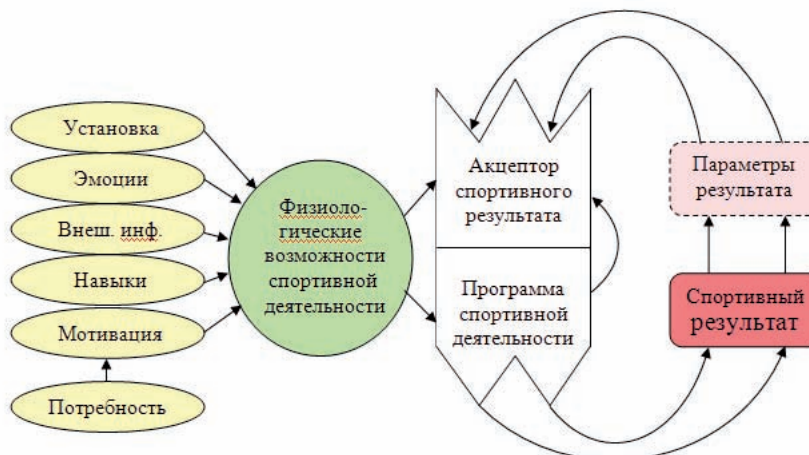 Установка
Эмоции
Внеш. инф.
Навыки
Мотивация
Потребность
Физиоло-
гические
возможности
спортивной
деятельности
Акцептор
спортивного
результата
Программа
спортивной
деятельности
Параметры
результата
Спортивный
результат